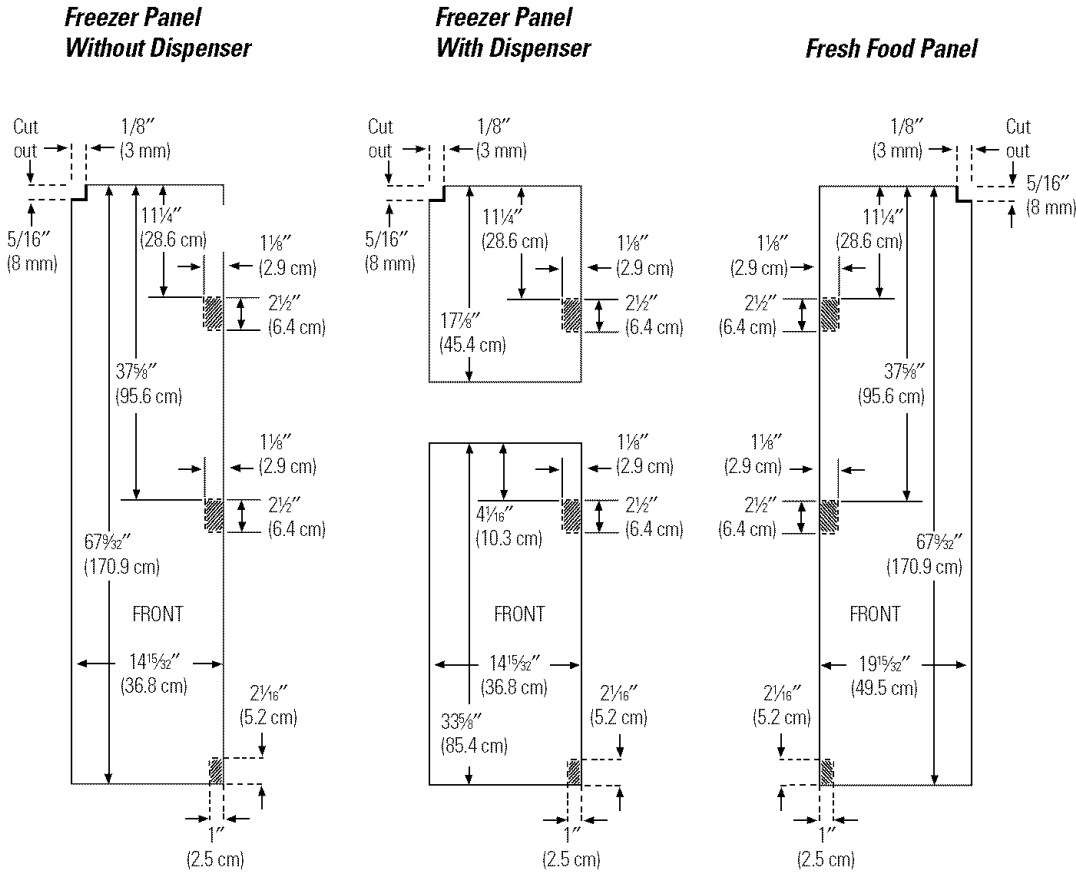 Freezer Panel
Without Dispenser
Cut
out
1/8″
(3 mm)
5/16″
(8 mm)
11¼″
(28.6 cm)
1⅛″
(2.9 cm)
2½″
(6.4 cm)
37⅝″
(95.6 cm)
1⅛″
(2.9 cm)
2½″
(6.4 cm)
679⁄32″
(170.9 cm)
FRONT
1415⁄32″
(36.8 cm)
21⁄16″
(5.2 cm)
1″
(2.5 cm)
Freezer Panel
With Dispenser
Cut
out
1/8″
(3 mm)
5/16″
(8 mm)
11¼″
(28.6 cm)
1⅛″
(2.9 cm)
2½″
(6.4 cm)
17⅞″
(45.4 cm)
1⅛″
(2.9 cm)
2½″
(6.4 cm)
41⁄16″
(10.3 cm)
FRONT
1415⁄32″
(36.8 cm)
33⅝″
(85.4 cm)
21⁄16″
(5.2 cm)
1″
(2.5 cm)
Fresh Food Panel
1/8″
(3 mm)
Cut
out
5/16″
(8 mm)
11¼″
(28.6 cm)
1⅛″
(2.9 cm)
2½″
(6.4 cm)
37⅝″
(95.6 cm)
1⅛″
(2.9 cm)
2½″
(6.4 cm)
679⁄32″
(170.9 cm)
FRONT
1915⁄32″
(49.5 cm)
21⁄16″
(5.2 cm)
1″
(2.5 cm)